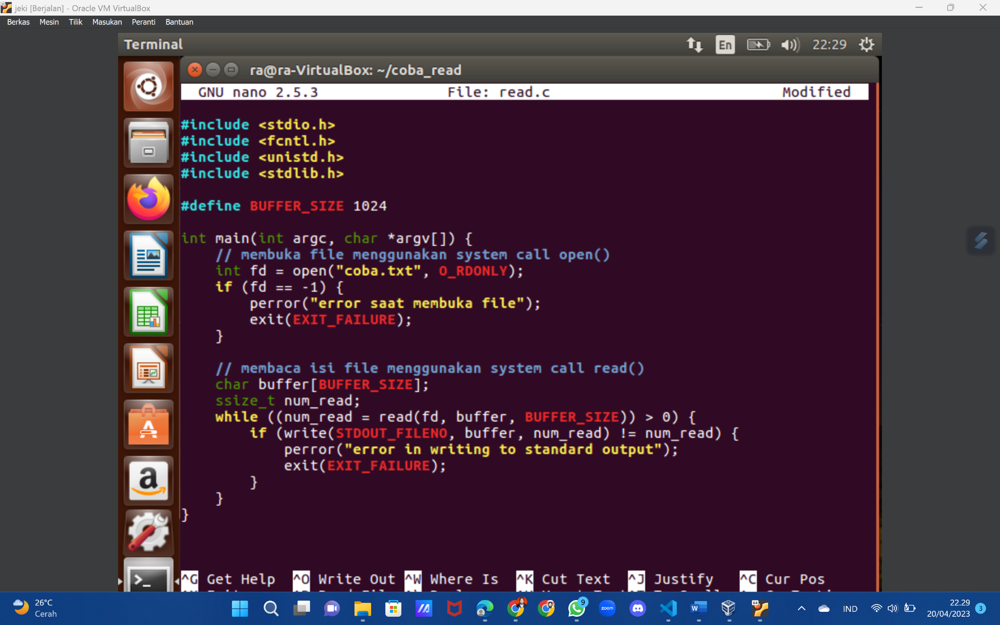 jeki [Berjalan] - Oracle VM VirtualBox
Berkas Mesin Tilik Masukan Peranti Bantuan
Terminal En 22:29
ra@ra-VirtualBox: ~/coba_read
GNU nano 2.5.3 File: read.c Modified
#include <stdio.h>
#include <fcntl.h>
#include <unistd.h>
#include <stdlib.h>
#define BUFFER_SIZE 1024
int main(int argc, char *argv[]) {
// membuka file menggunakan system call open()
int fd = open("coba.txt", O_RDONLY);
if (fd == -1) {
perror("error saat membuka file");
exit(EXIT_FAILURE);
}
// membaca isi file menggunakan system call read()
char buffer[BUFFER_SIZE];
ssize_t num_read;
while ((num_read = read(fd, buffer, BUFFER_SIZE)) > 0) {
if (write(STDOUT_FILENO, buffer, num_read) != num_read) {
perror("error in writing to standard output");
exit(EXIT_FAILURE);
}
}
}
^G Get Help ^O Write Out ^W Where Is ^K Cut Text ^J Justify ^C Cur Pos
26°C
Cerah
9
zoom
64
IND
22.29
20/04/2023
3